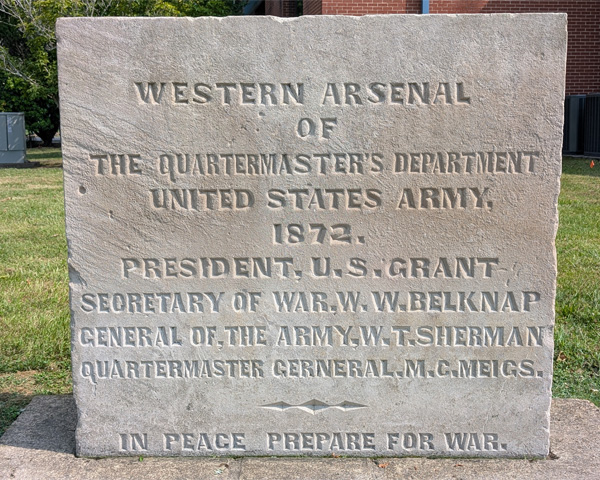 WESTERN ARSENAL
OF
THE QUARTERMASTER'S DEPARTMENT
UNITED STATES ARMY,
1872.
PRESIDENT, U.S. GRANT
SEORETARY OF WAR, W. W. BELKNAP
GENERAL OF, THE ARMY, W. T. SHERMAN
QUARTERMASTER GERNERAL, M. C. MEIGS.
IN PEACE PREPARE FOR WAR.